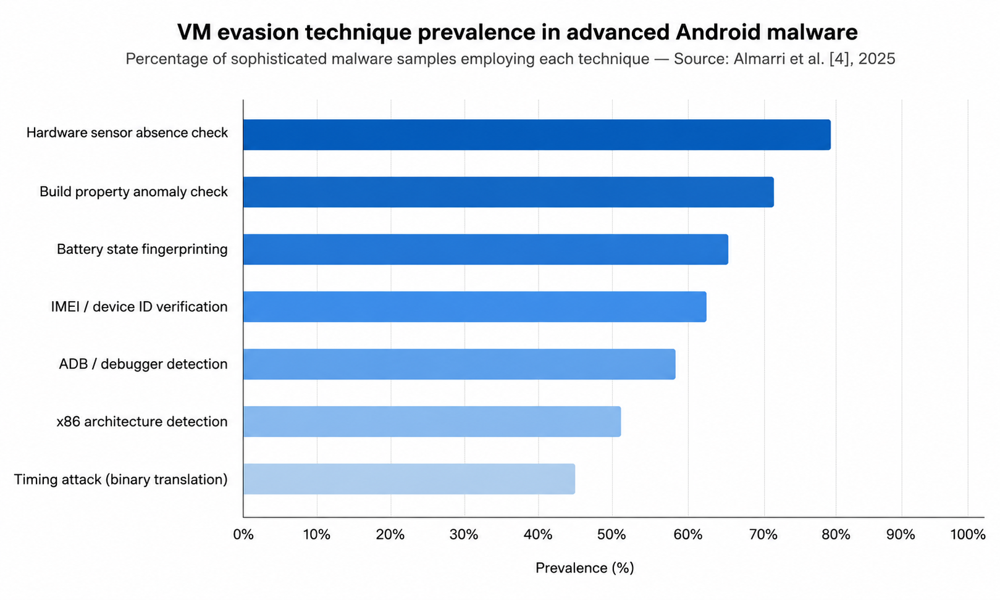 VM evasion technique prevalence in advanced Android malware
Percentage of sophisticated malware samples employing each technique — Source: Almarri et al. [4], 2025
Hardware sensor absence check
Build property anomaly check
Battery state fingerprinting
IMEI / device ID verification
ADB / debugger detection
x86 architecture detection
Timing attack (binary translation)
0% 10% 20% 30% 40% 50% 60% 70% 80% 90% 100%
Prevalence (%)